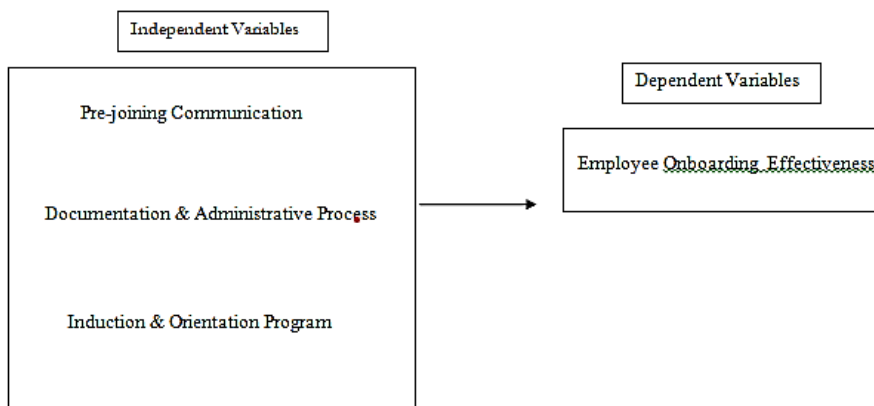 Independent Variables
Dependent Variables
Pre-joining Communication
Employee Onboarding Effectiveness
Documentation & Administrative Process
Induction & Orientation Program